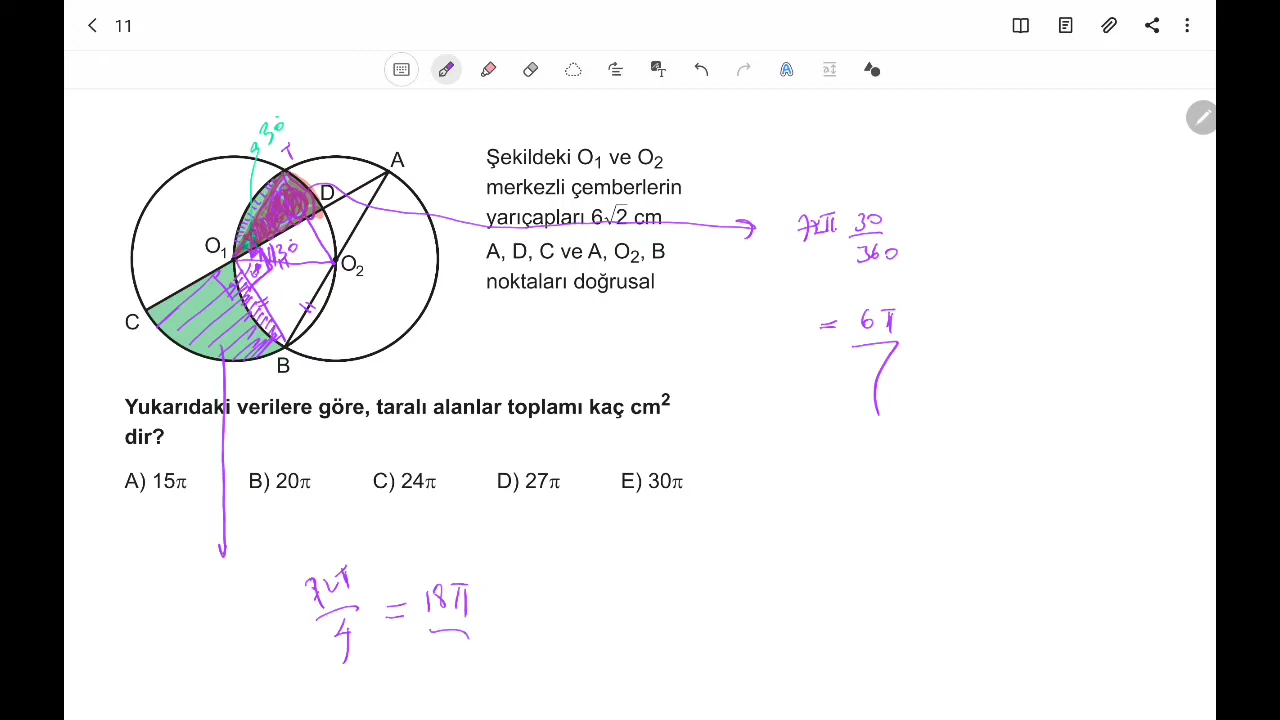 11
30°
T
A
D
O1
30°
O2
C
B
Şekildeki O1 ve O2
merkezli çemberlerin
yarıçapları 6√2 cm
A, D, C ve A, O2, B
noktaları doğrusal
72π 30/360
= 6π
Yukarıdaki verilere göre, taralı alanlar toplamı kaç cm2
dir?
A) 15π B) 20π C) 24π D) 27π E) 30π
72π/4 = 18π